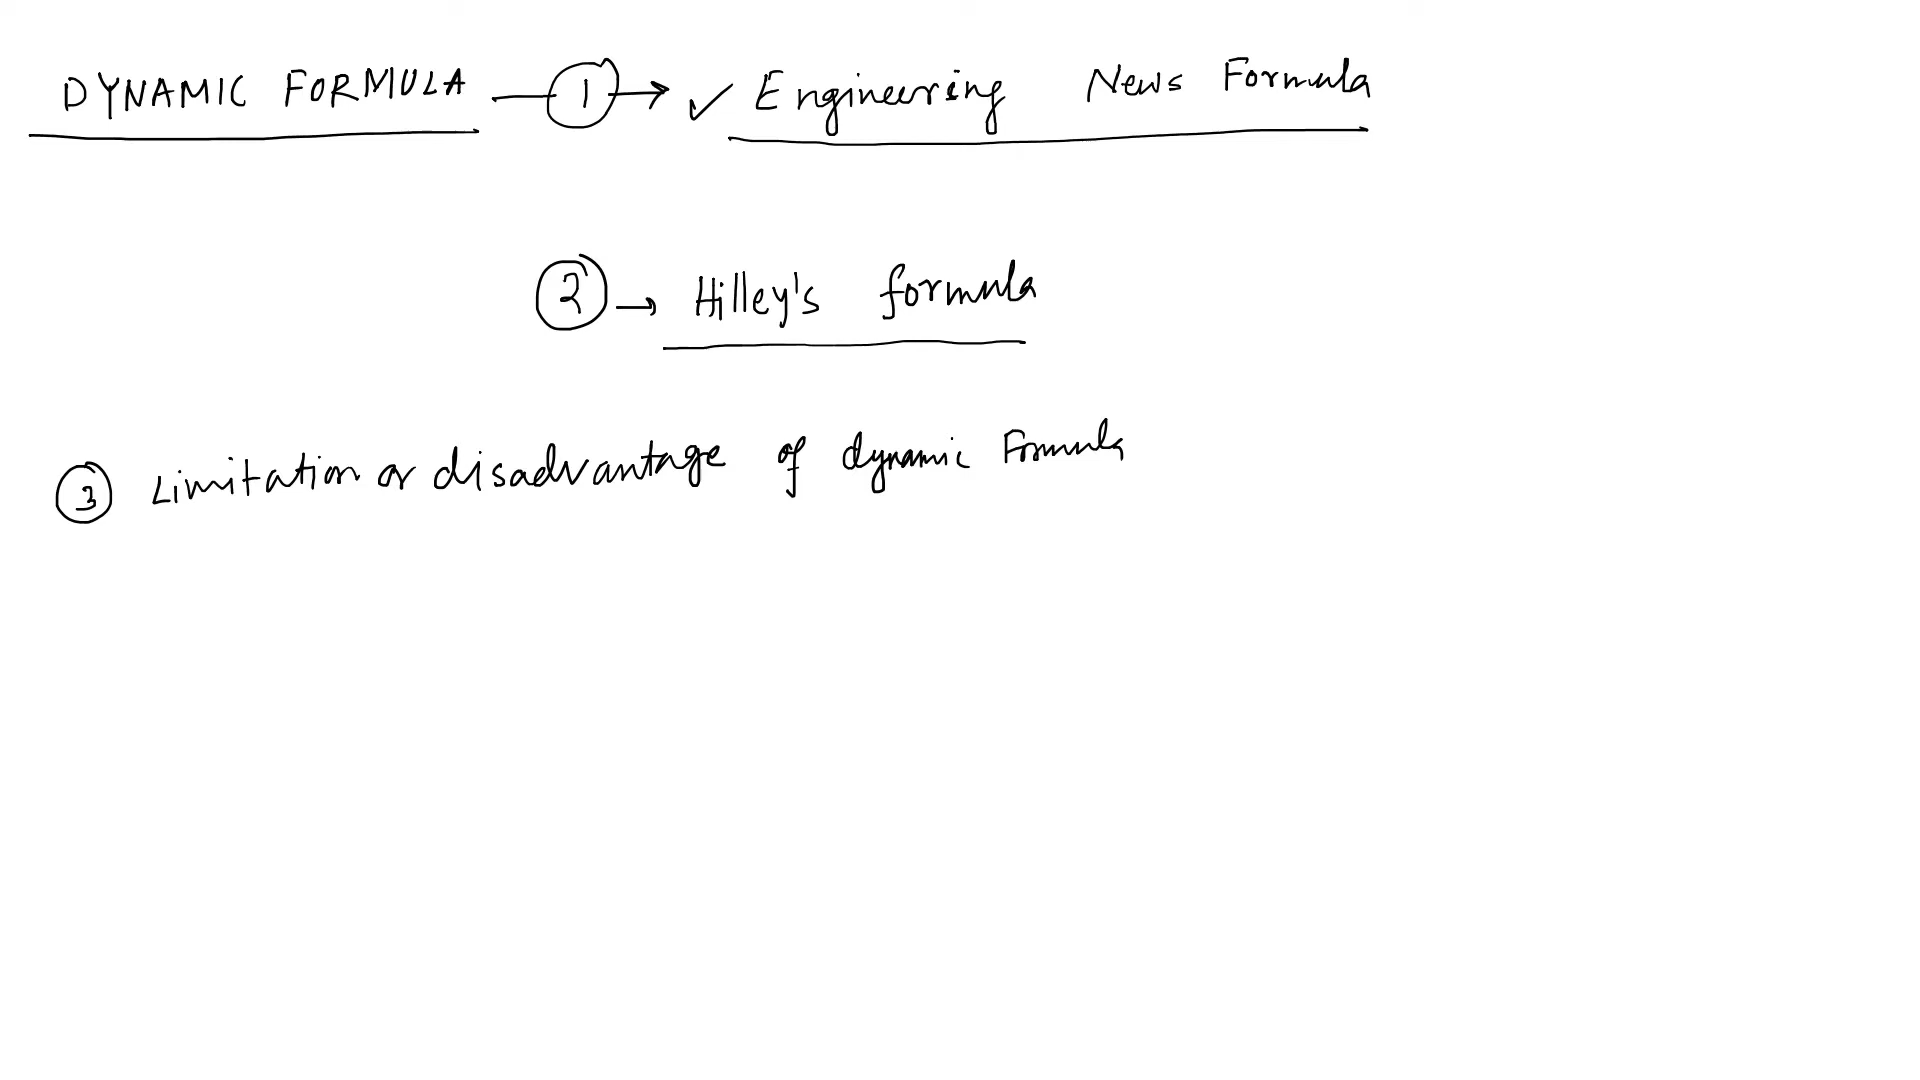 DYNAMIC FORMULA — 1 → ✓ Engineering News Formula
2 → Hilley's formula
3 Limitation or disadvantage of dynamic Formula